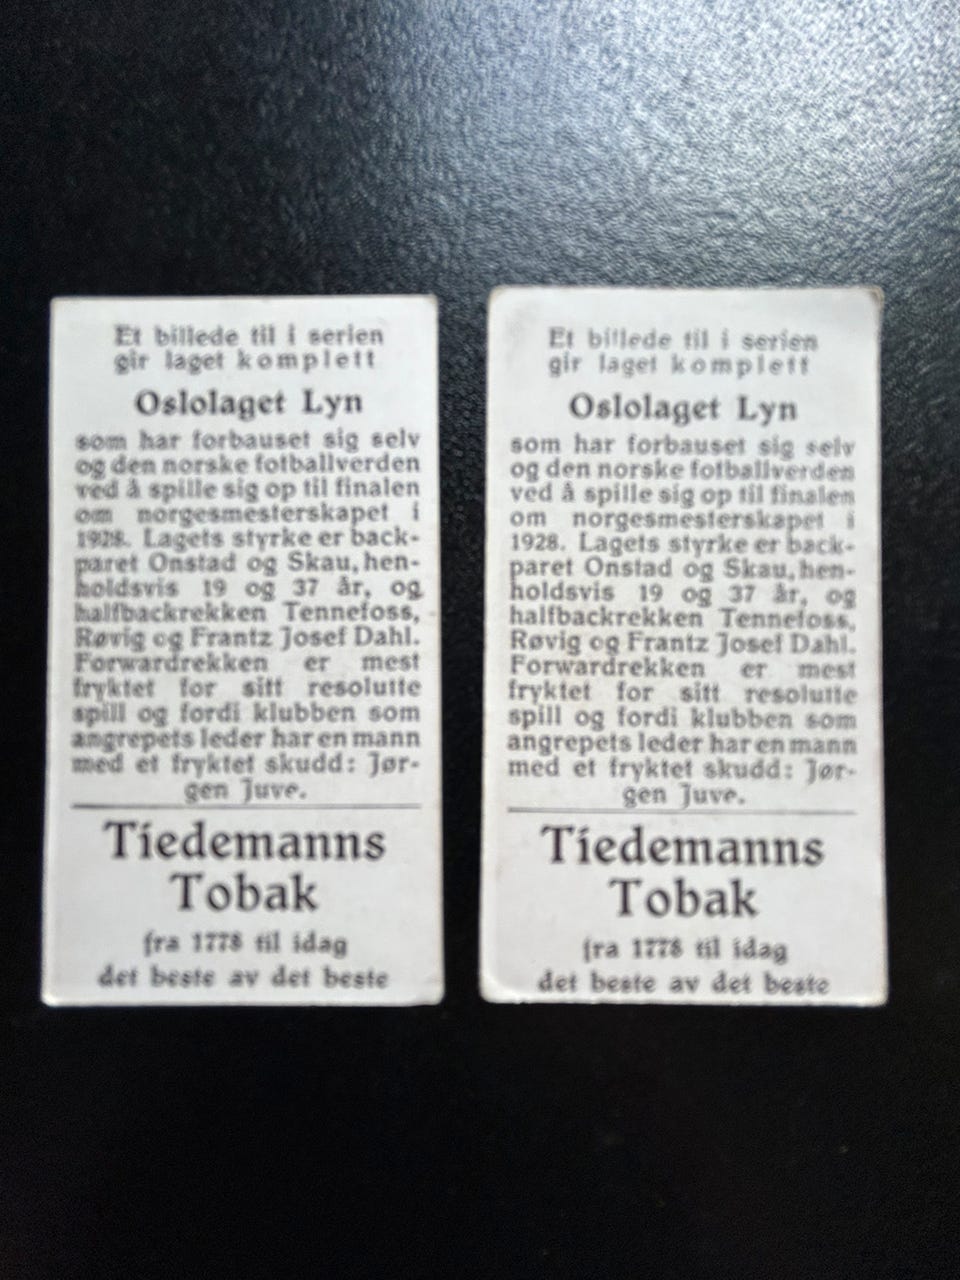 Et billede til i serien
gir laget komplett
Oslolaget Lyn
som har forbauset sig selv
og den norske fotballverden
ved å spille sig op til finalen
om norgesmesterskapet i
1928. Lagets styrke er back-
paret Onstad og Skau, hen-
holdsvis 19 og 37 år, og
halfbackrekken Tennefoss,
Røvig og Frantz Josef Dahl.
Forwardrekken er mest
fryktet for sitt resolutte
spill og fordi klubben som
angrepets leder har en mann
med et fryktet skudd: Jør-
gen Juve.
Tiedemanns
Tobak
fra 1778 til idag
det beste av det beste
Et billede til i serien
gir laget komplett
Oslolaget Lyn
som har forbauset sig selv
og den norske fotballverden
ved å spille sig op til finalen
om norgesmesterskapet i
1928. Lagets styrke er back-
paret Onstad og Skau, hen-
holdsvis 19 og 37 år, og
halfbackrekken Tennefoss,
Røvig og Frantz Josef Dahl.
Forwardrekken er mest
fryktet for sitt resolutte
spill og fordi klubben som
angrepets leder har en mann
med et fryktet skudd: Jør-
gen Juve.
Tiedemanns
Tobak
fra 1778 til idag
det beste av det beste